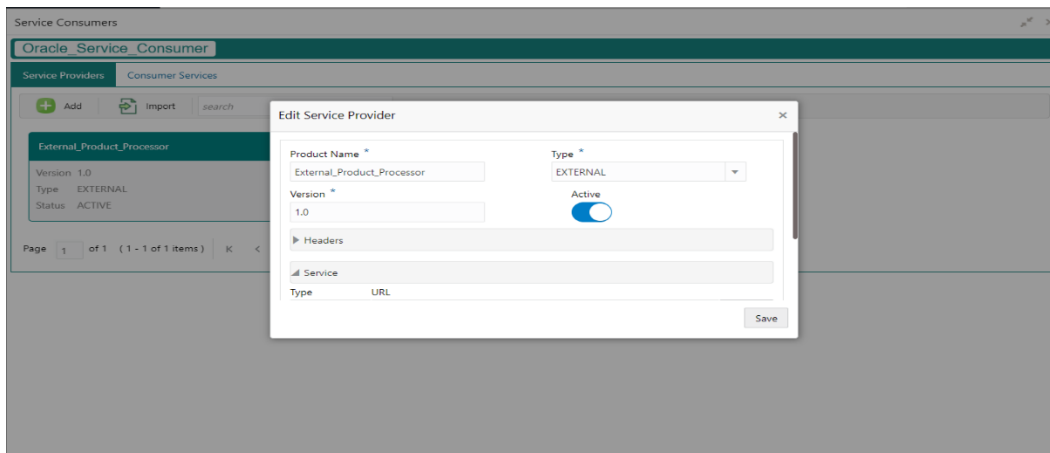 Service Consumers
Oracle_Service_Consumer
Service Providers Consumer Services
Add Import search
External_Product_Processor
Version 1.0
Type EXTERNAL
Status ACTIVE
Page 1 of 1 ( 1 - 1 of 1 items )
Edit Service Provider
Product Name * Type *
External_Product_Processor EXTERNAL
Version * Active
1.0
Headers
Service
Type URL
Save